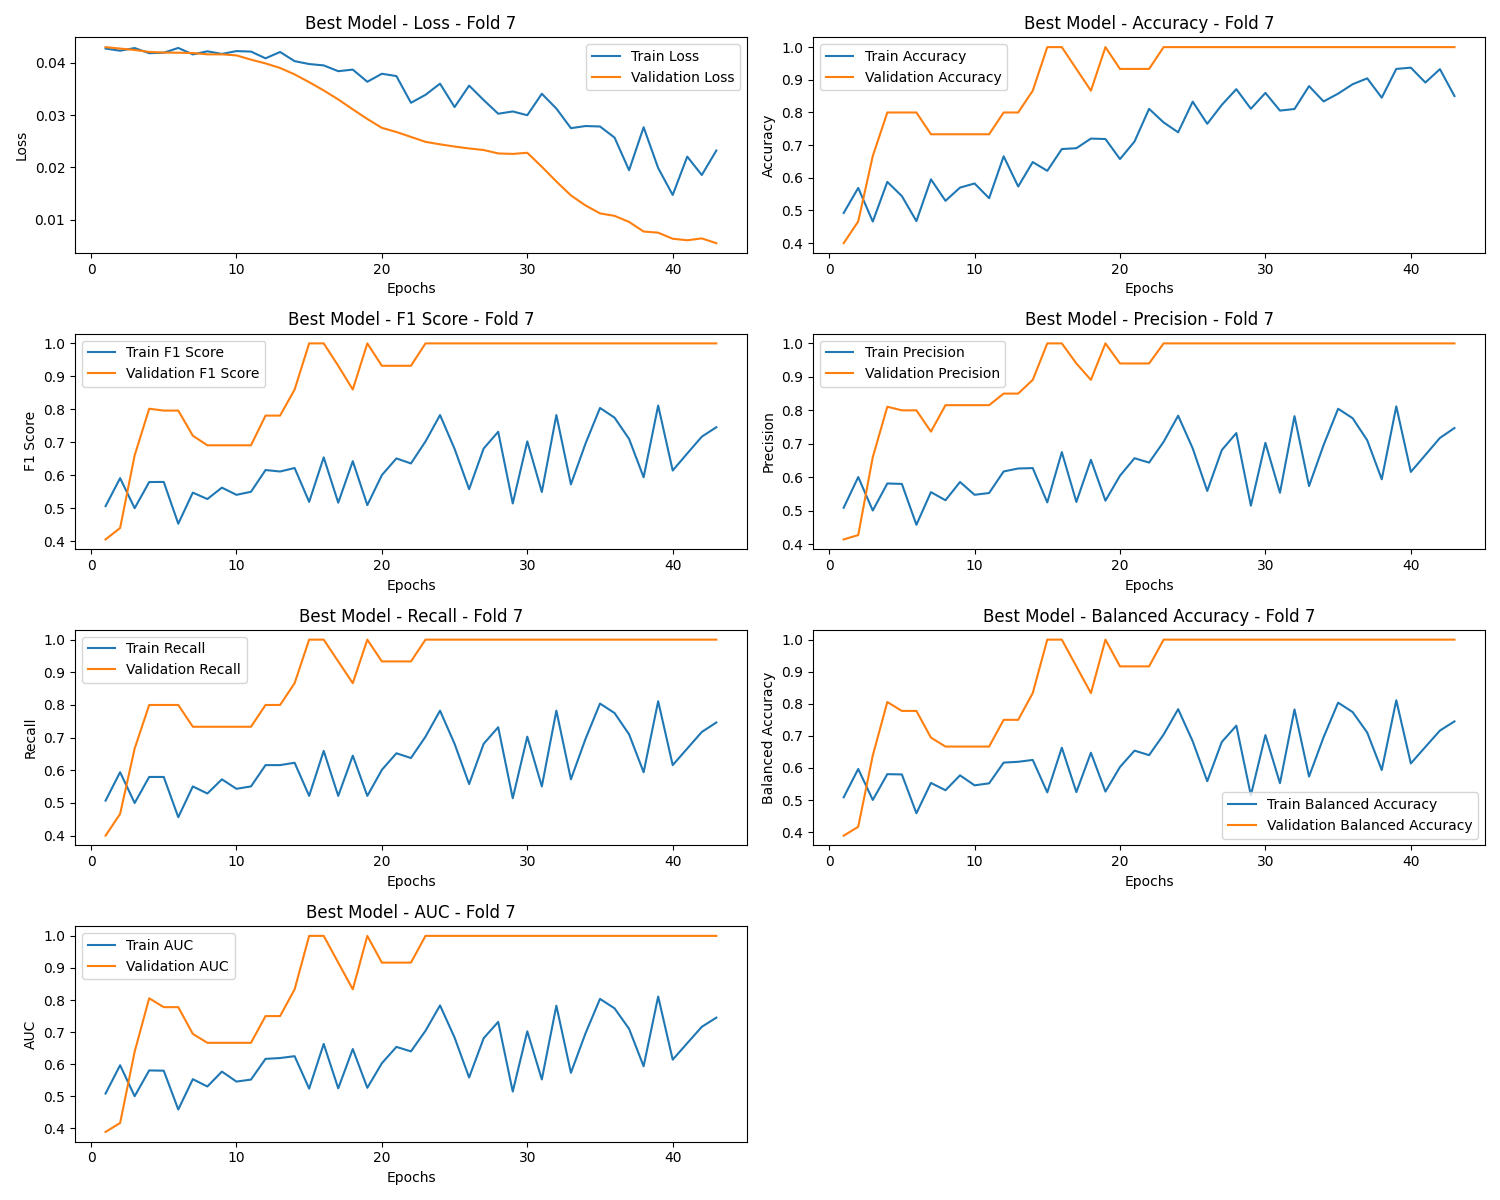 Best Model - Loss - Fold 7
Loss
0.04
0.03
0.02
0.01
Train Loss
Validation Loss
0 10 20 30 40
Epochs
Best Model - Accuracy - Fold 7
Accuracy
1.0
0.9
0.8
0.7
0.6
0.5
0.4
Train Accuracy
Validation Accuracy
0 10 20 30 40
Epochs
Best Model - F1 Score - Fold 7
F1 Score
1.0
0.9
0.8
0.7
0.6
0.5
0.4
Train F1 Score
Validation F1 Score
0 10 20 30 40
Epochs
Best Model - Precision - Fold 7
Precision
1.0
0.9
0.8
0.7
0.6
0.5
0.4
Train Precision
Validation Precision
0 10 20 30 40
Epochs
Best Model - Recall - Fold 7
Recall
1.0
0.9
0.8
0.7
0.6
0.5
0.4
Train Recall
Validation Recall
0 10 20 30 40
Epochs
Best Model - Balanced Accuracy - Fold 7
Balanced Accuracy
1.0
0.9
0.8
0.7
0.6
0.5
0.4
Train Balanced Accuracy
Validation Balanced Accuracy
0 10 20 30 40
Epochs
Best Model - AUC - Fold 7
AUC
1.0
0.9
0.8
0.7
0.6
0.5
0.4
Train AUC
Validation AUC
0 10 20 30 40
Epochs